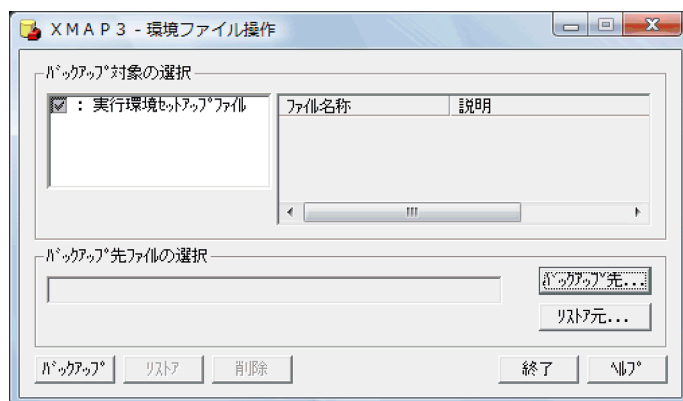 ＸＭＡＰ３ - 環境ファイル操作
ﾊﾞｯｸｱｯﾌﾟ対象の選択
： 実行環境ｾｯﾄｱｯﾌﾟﾌｧｲﾙ
ﾌｧｲﾙ名称 説明
ﾊﾞｯｸｱｯﾌﾟ先ﾌｧｲﾙの選択
ﾊﾞｯｸｱｯﾌﾟ先...
ﾘｽﾄｱ元...
ﾊﾞｯｸｱｯﾌﾟ ﾘｽﾄｱ 削除 終了 ﾍﾙﾌﾟ